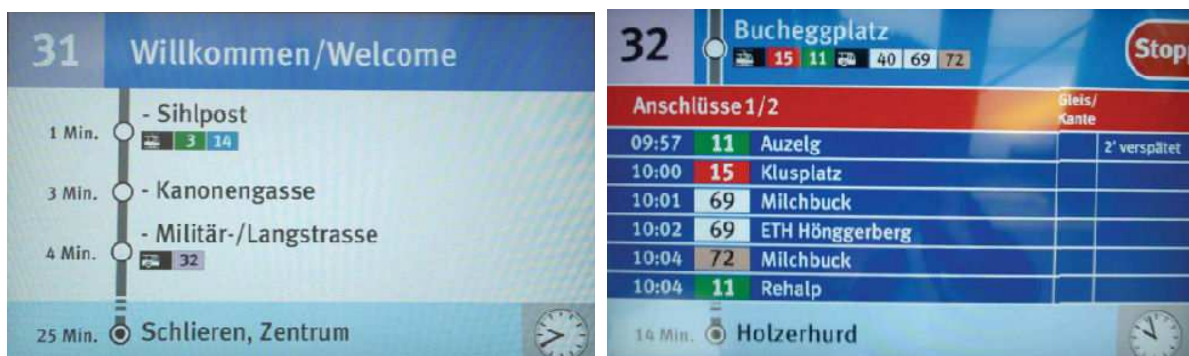 31 Willkommen/Welcome
- Sihlpost
1 Min.
3 14
3 Min. - Kanonengasse
- Militär-/Langstrasse
4 Min.
32
25 Min. Schlieren, Zentrum
32 Bucheggplatz
15 11 40 69 72
Anschlüsse 1/2 Gleis/
Kante
09:57 11 Auzelg 2' verspätet
10:00 15 Klusplatz
10:01 69 Milchbuck
10:02 69 ETH Hönggerberg
10:04 72 Milchbuck
10:04 11 Rehalp
14 Min. Holzerhurd